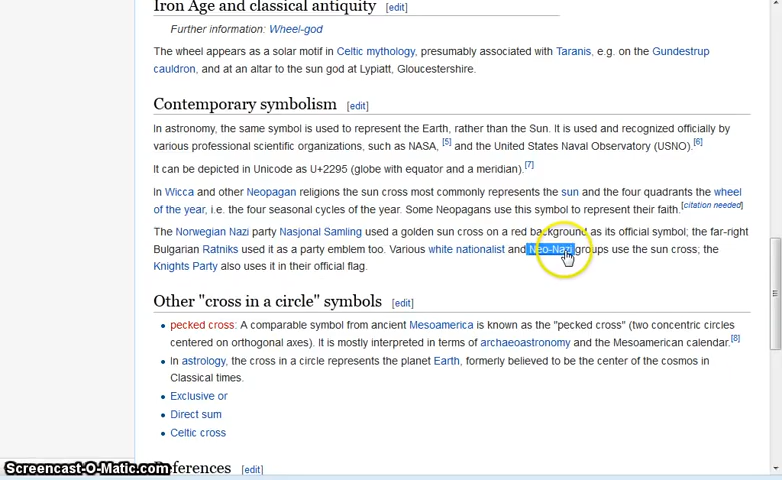 Iron Age and classical antiquity [edit]
Further information: Wheel-god
The wheel appears as a solar motif in Celtic mythology, presumably associated with Taranis, e.g. on the Gundestrup
cauldron, and at an altar to the sun god at Lypiatt, Gloucestershire.
Contemporary symbolism [edit]
In astronomy, the same symbol is used to represent the Earth, rather than the Sun. It is used and recognized officially by
various professional scientific organizations, such as NASA, [5] and the United States Naval Observatory (USNO).[6]
It can be depicted in Unicode as U+2295 (globe with equator and a meridian).[7]
In Wicca and other Neopagan religions the sun cross most commonly represents the sun and the four quadrants the wheel
of the year, i.e. the four seasonal cycles of the year. Some Neopagans use this symbol to represent their faith.[citation needed]
The Norwegian Nazi party Nasjonal Samling used a golden sun cross on a red background as its official symbol; the far-right
Bulgarian Ratniks used it as a party emblem too. Various white nationalist and Neo-Nazi groups use the sun cross; the
Knights Party also uses it in their official flag.
Other "cross in a circle" symbols [edit]
pecked cross: A comparable symbol from ancient Mesoamerica is known as the "pecked cross" (two concentric circles
centered on orthogonal axes). It is mostly interpreted in terms of archaeoastronomy and the Mesoamerican calendar.[8]
In astrology, the cross in a circle represents the planet Earth, formerly believed to be the center of the cosmos in
Classical times.
Exclusive or
Direct sum
Celtic cross
References [edit]
Screencast-O-Matic.com